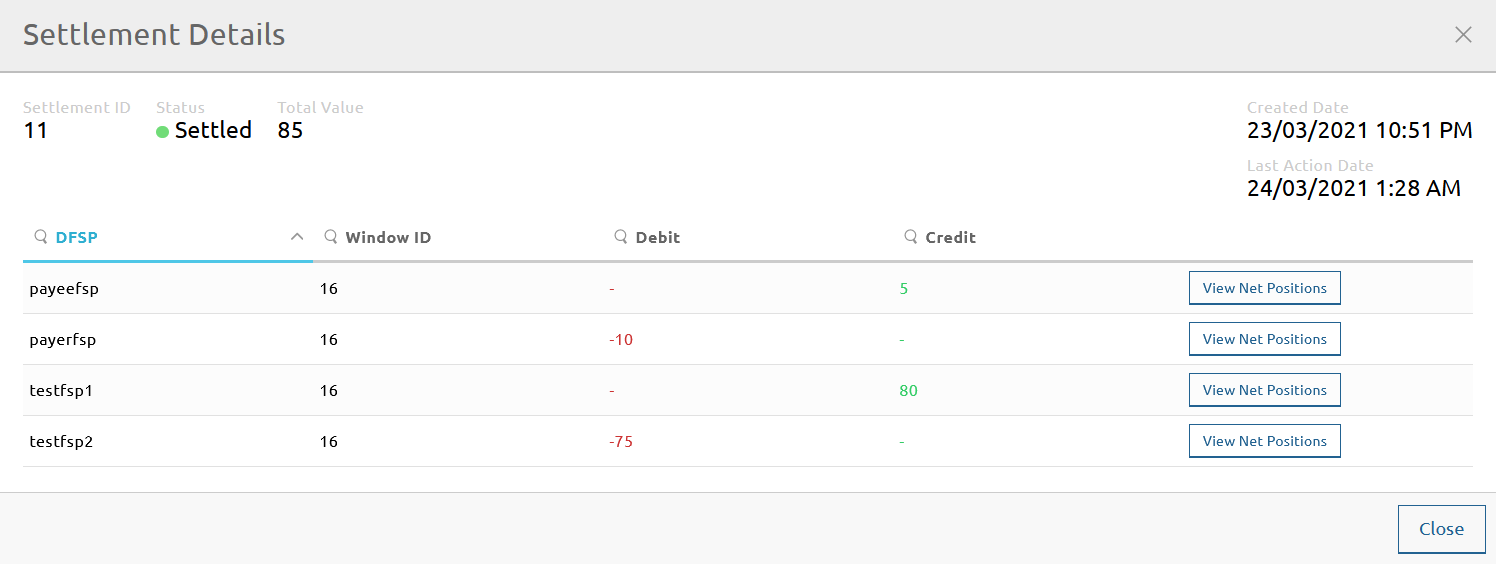 Settlement Details
Settlement ID Status Total Value Created Date
11 Settled 85 23/03/2021 10:51 PM
Last Action Date
24/03/2021 1:28 AM
DFSP Window ID Debit Credit
payeefsp 16 - 5 View Net Positions
payerfsp 16 -10 - View Net Positions
testfsp1 16 - 80 View Net Positions
testfsp2 16 -75 - View Net Positions
Close